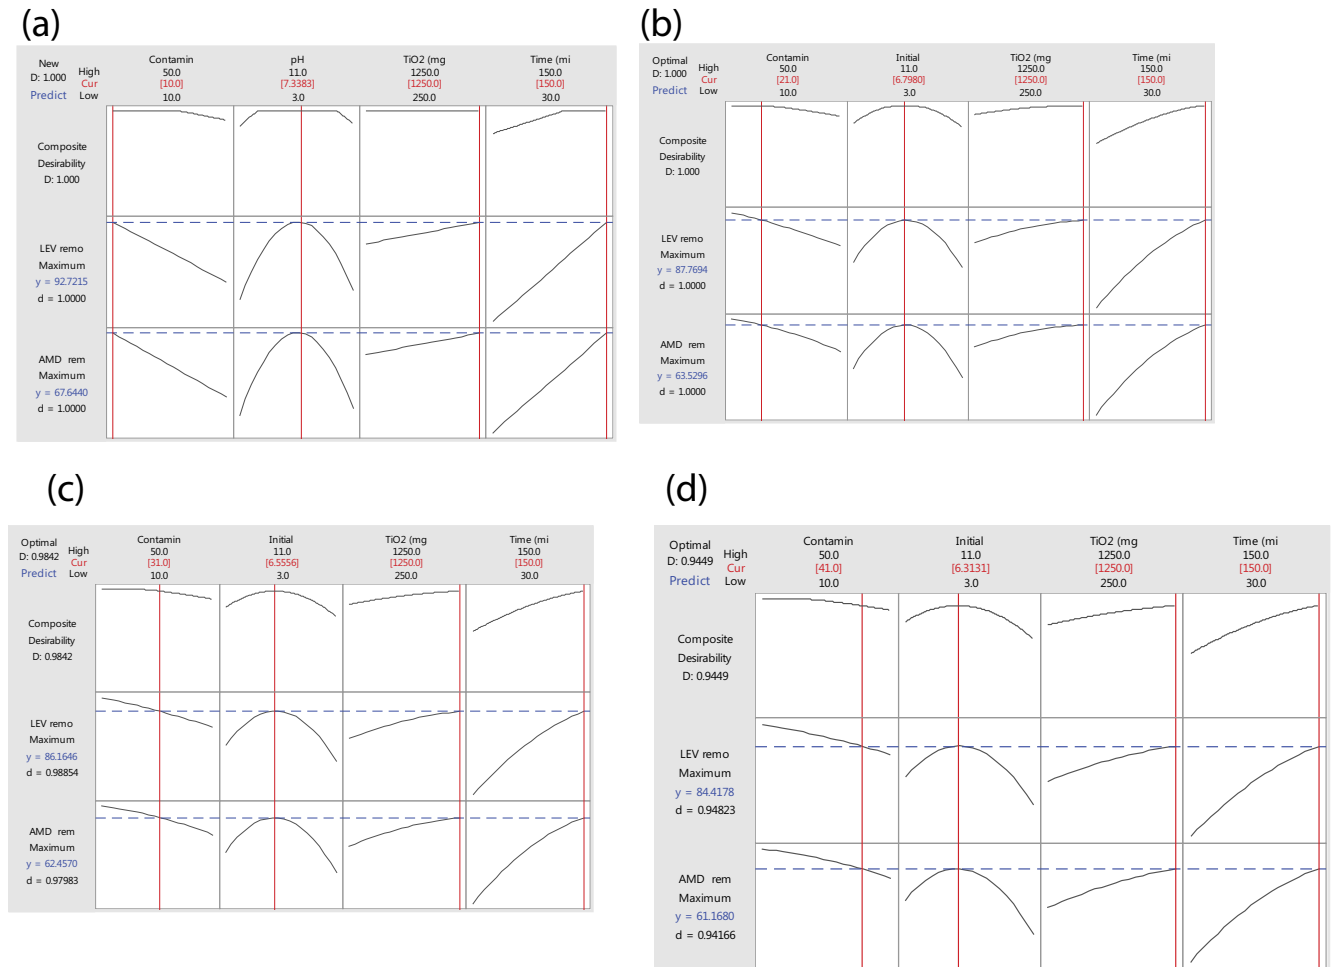 (a)
New
D: 1.000
Predict
High
Cur
Low
Contamin
50.0
[10.0]
10.0
pH
11.0
[7.3383]
3.0
TiO2 (mg
1250.0
[1250.0]
250.0
Time (mi
150.0
[150.0]
30.0
Composite
Desirability
D: 1.000
LEV remo
Maximum
y = 92.7215
d = 1.0000
AMD rem
Maximum
y = 67.6440
d = 1.0000
(b)
Optimal
D: 1.000
Predict
High
Cur
Low
Contamin
50.0
[21.0]
10.0
Initial
11.0
[6.7980]
3.0
TiO2 (mg
1250.0
[1250.0]
250.0
Time (mi
150.0
[150.0]
30.0
Composite
Desirability
D: 1.000
LEV remo
Maximum
y = 87.7694
d = 1.0000
AMD rem
Maximum
y = 63.5296
d = 1.0000
(c)
Optimal
D: 0.9842
Predict
High
Cur
Low
Contamin
50.0
[31.0]
10.0
Initial
11.0
[6.5556]
3.0
TiO2 (mg
1250.0
[1250.0]
250.0
Time (mi
150.0
[150.0]
30.0
Composite
Desirability
D: 0.9842
LEV remo
Maximum
y = 86.1646
d = 0.98854
AMD rem
Maximum
y = 62.4570
d = 0.97983
(d)
Optimal
D: 0.9449
Predict
High
Cur
Low
Contamin
50.0
[41.0]
10.0
Initial
11.0
[6.3131]
3.0
TiO2 (mg
1250.0
[1250.0]
250.0
Time (mi
150.0
[150.0]
30.0
Composite
Desirability
D: 0.9449
LEV remo
Maximum
y = 84.4178
d = 0.94823
AMD rem
Maximum
y = 61.1680
d = 0.94166